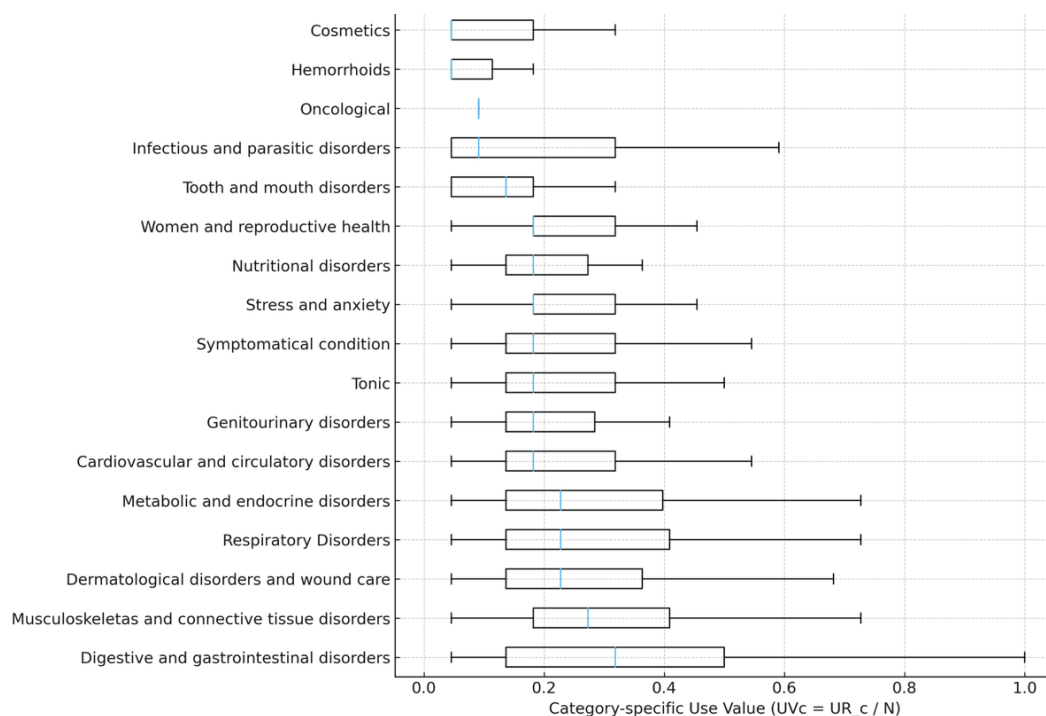 Cosmetics
Hemorrhoids
Oncological
Infectious and parasitic disorders
Tooth and mouth disorders
Women and reproductive health
Nutritional disorders
Stress and anxiety
Symptomatical condition
Tonic
Genitourinary disorders
Cardiovascular and circulatory disorders
Metabolic and endocrine disorders
Respiratory Disorders
Dermatological disorders and wound care
Musculoskeletas and connective tissue disorders
Digestive and gastrointestinal disorders
0.0 0.2 0.4 0.6 0.8 1.0
Category-specific Use Value (UVc = UR_c / N)